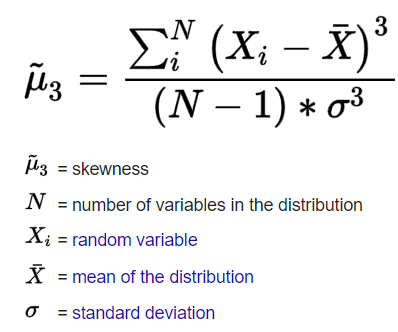 μ̃₃ = ∑ᵢᴺ (Xᵢ − X̄)³ / (N − 1) * σ³
μ̃₃ = skewness
N = number of variables in the distribution
Xᵢ = random variable
X̄ = mean of the distribution
σ = standard deviation